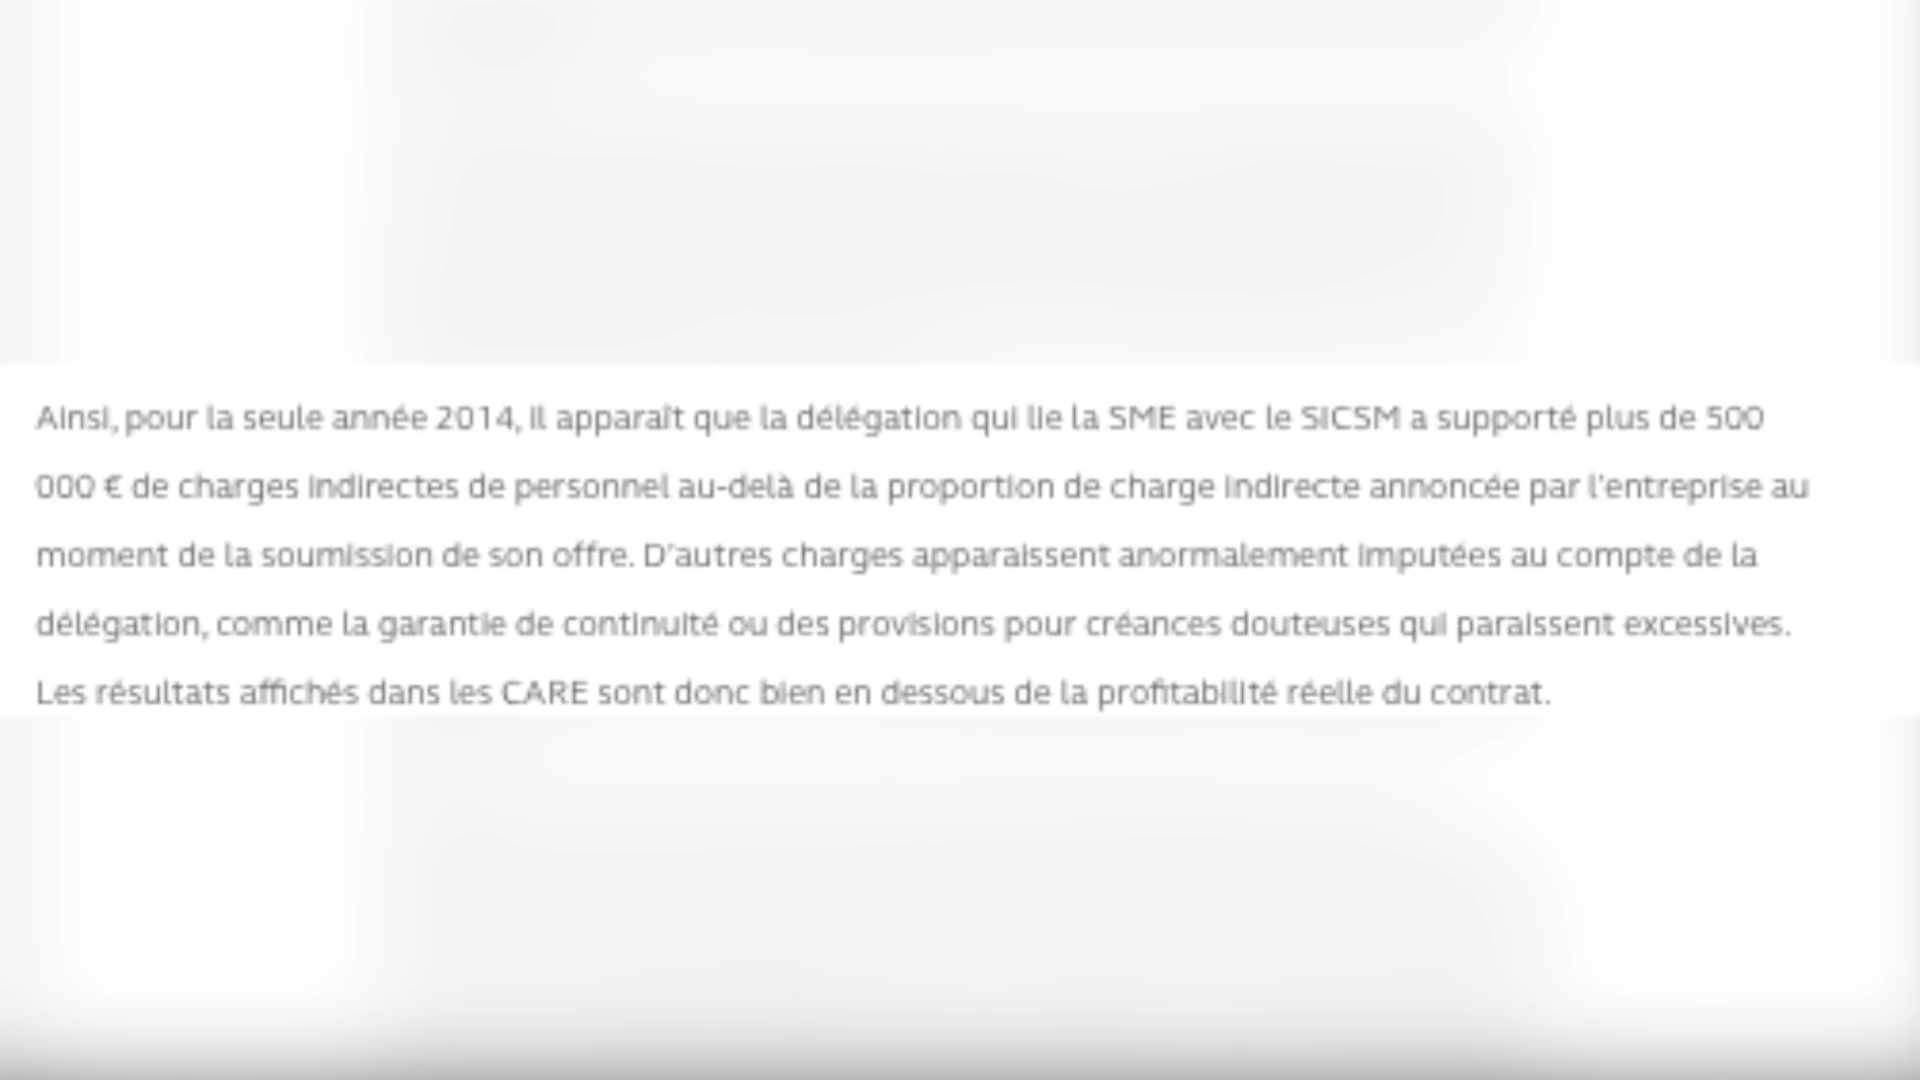 Ainsi, pour la seule année 2014, il apparaît que la délégation qui lie la SME avec le SICSM a supporté plus de 500
000 € de charges indirectes de personnel au-delà de la proportion de charge indirecte annoncée par l'entreprise au
moment de la soumission de son offre. D'autres charges apparaissent anormalement imputées au compte de la
délégation, comme la garantie de continuité ou des provisions pour créances douteuses qui paraissent excessives.
Les résultats affichés dans les CARE sont donc bien en dessous de la profitabilité réelle du contrat.